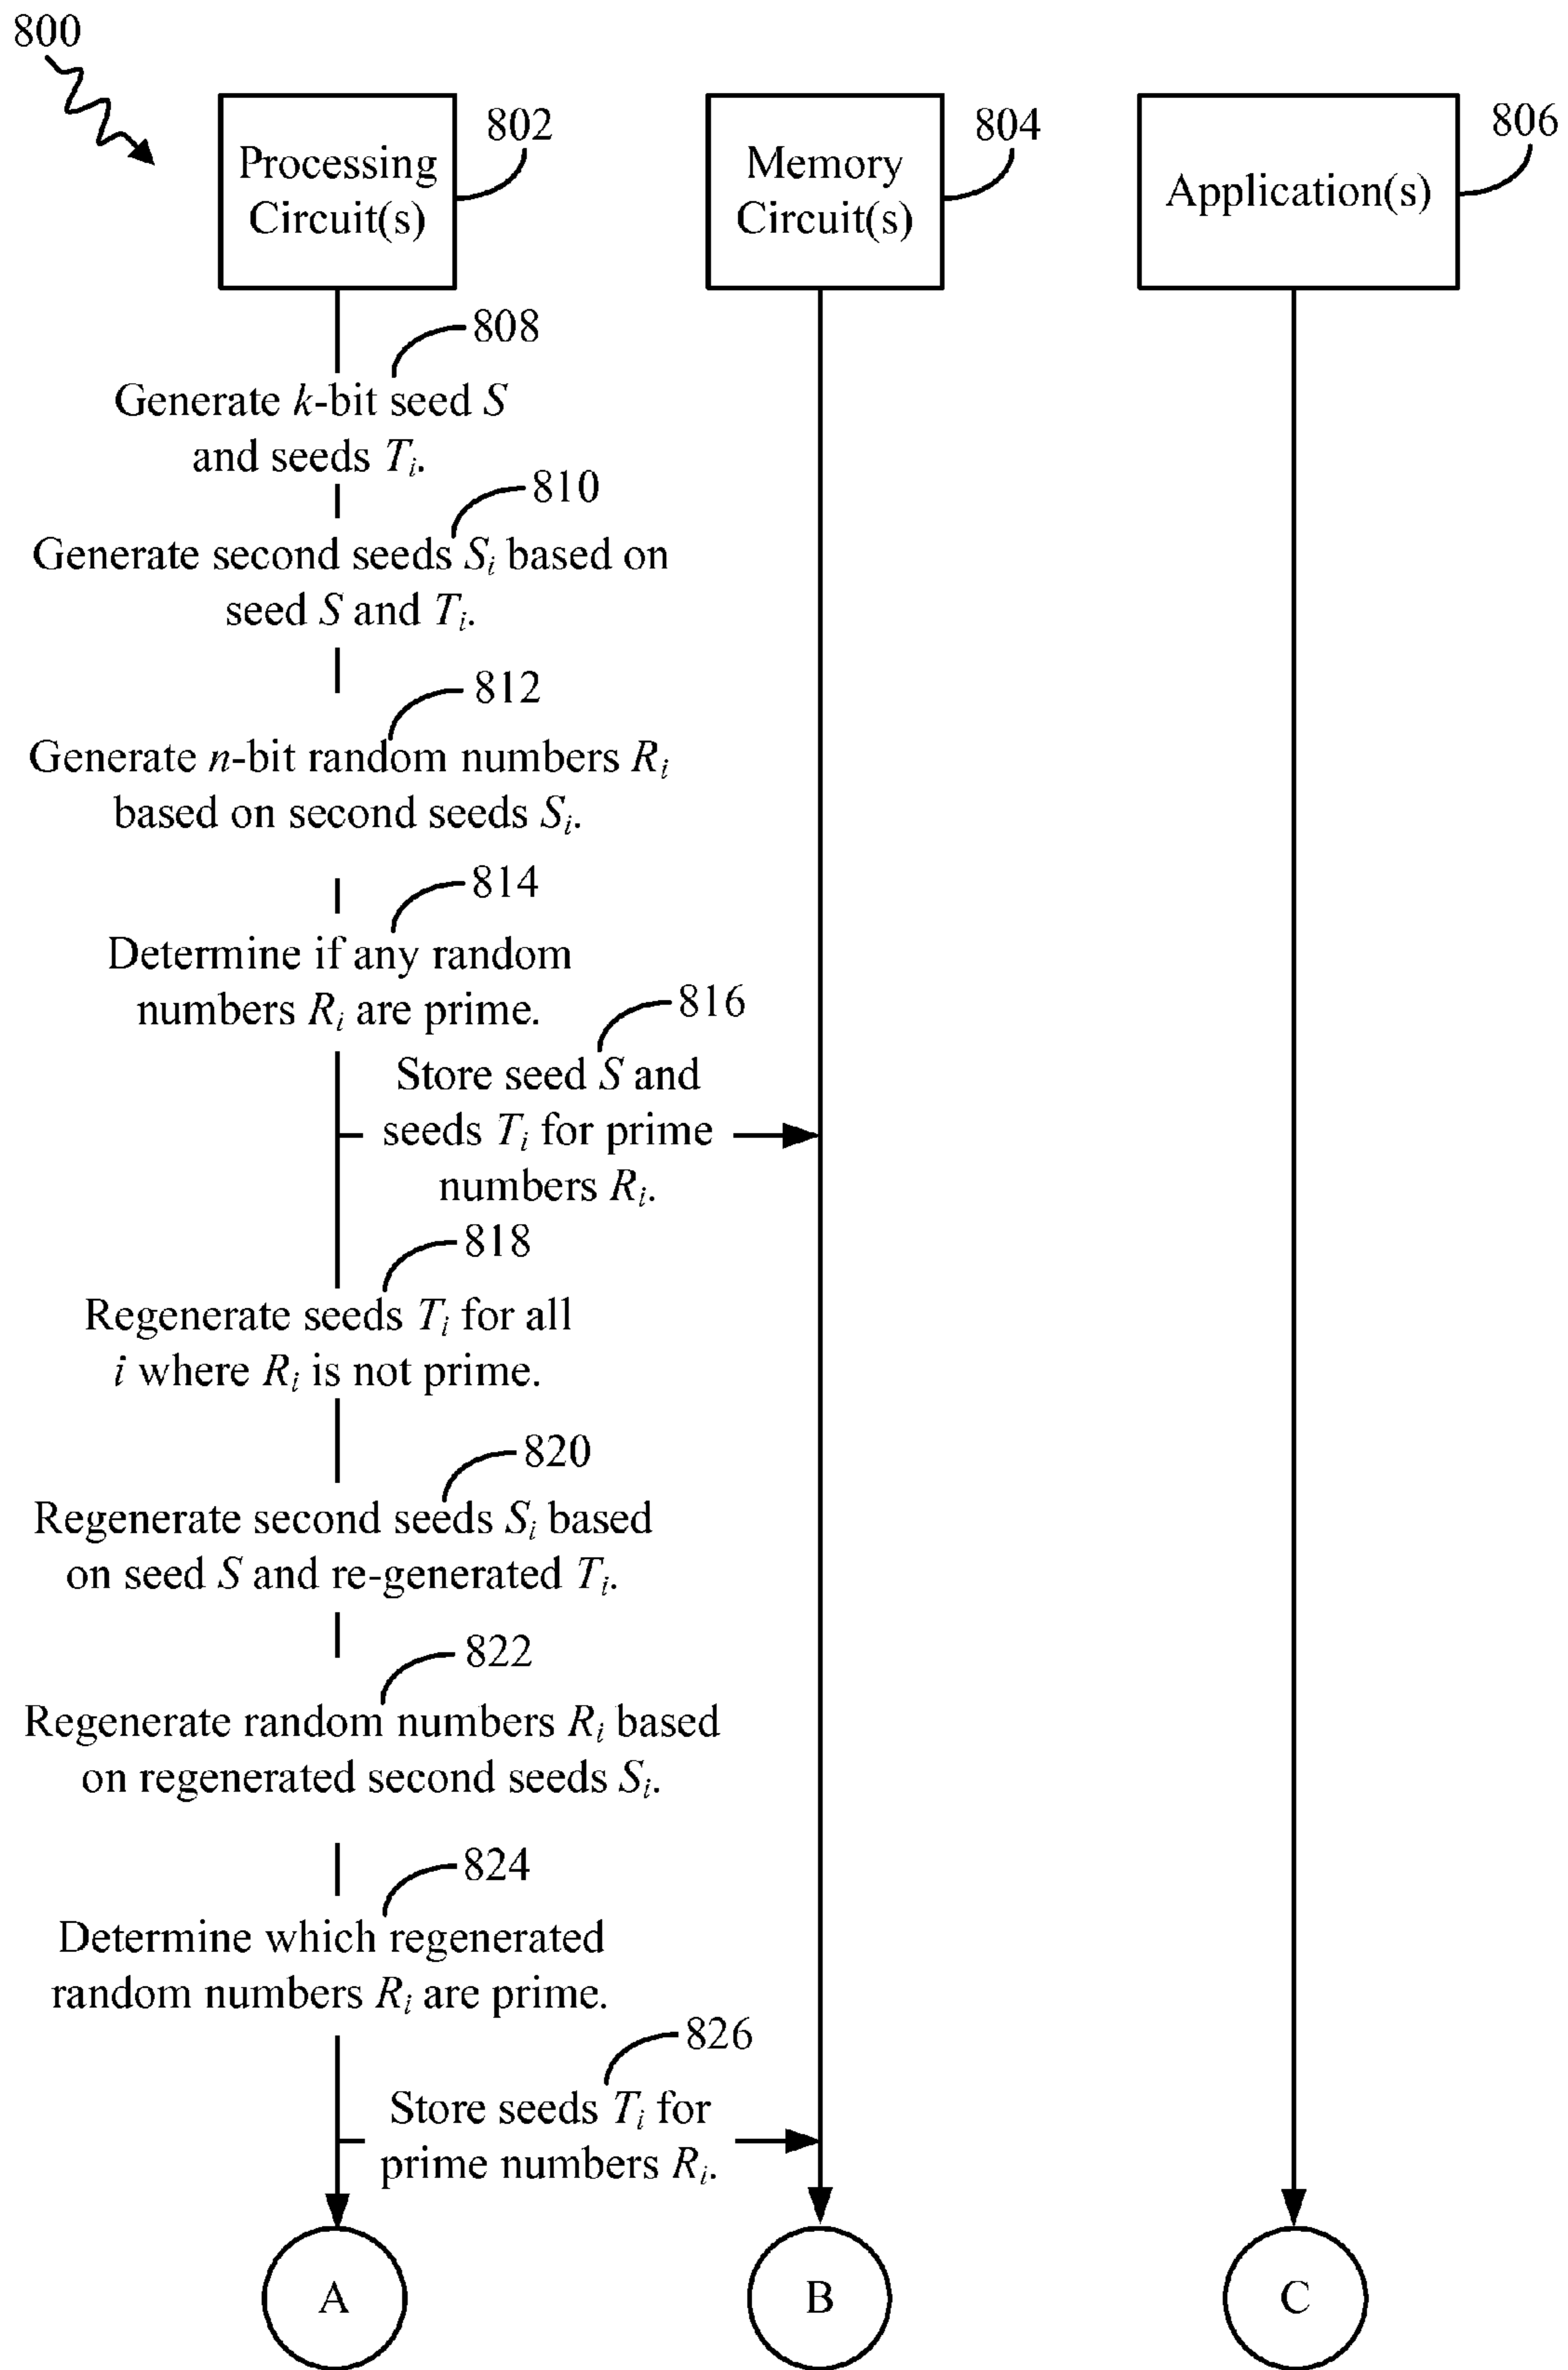 800
802
804
806
Processing
Circuit(s)
Memory
Circuit(s)
Application(s)
808
Generate k-bit seed S
and seeds Tᵢ.
810
Generate second seeds Sᵢ based on
seed S and Tᵢ.
812
Generate n-bit random numbers Rᵢ
based on second seeds Sᵢ.
814
Determine if any random
numbers Rᵢ are prime.
816
Store seed S and
seeds Tᵢ for prime
numbers Rᵢ.
818
Regenerate seeds Tᵢ for all
i where Rᵢ is not prime.
820
Regenerate second seeds Sᵢ based
on seed S and re-generated Tᵢ.
822
Regenerate random numbers Rᵢ based
on regenerated second seeds Sᵢ.
824
Determine which regenerated
random numbers Rᵢ are prime.
826
Store seeds Tᵢ for
prime numbers Rᵢ.
A
B
C